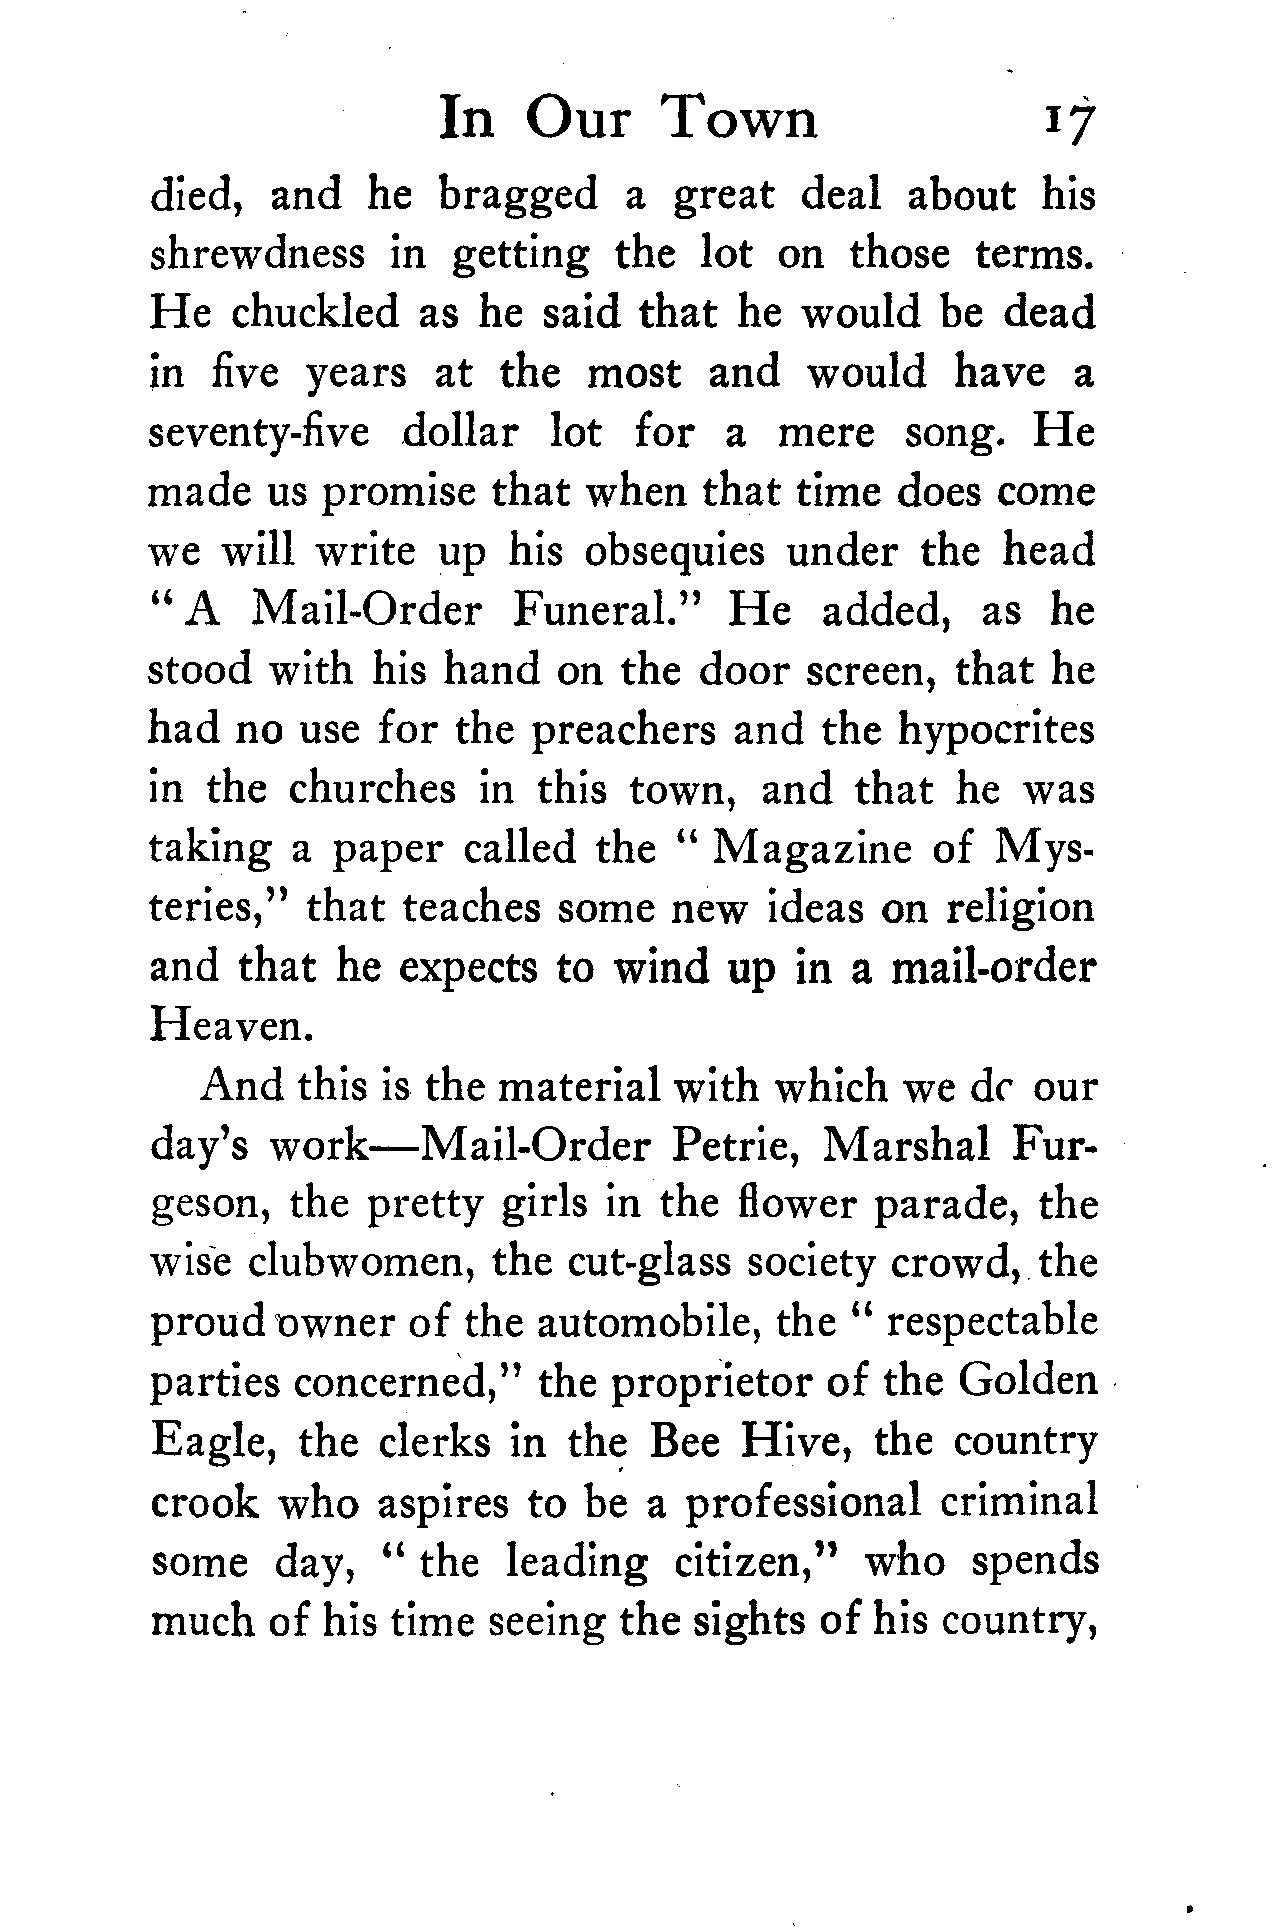 In Our Town 17
died, and he bragged a great deal about his
shrewdness in getting the lot on those terms.
He chuckled as he said that he would be dead
in five years at the most and would have a
seventy-five dollar lot for a mere song. He
made us promise that when that time does come
we will write up his obsequies under the head
“ A Mail-Order Funeral.” He added, as he
stood with his hand on the door screen, that he
had no use for the preachers and the hypocrites
in the churches in this town, and that he was
taking a paper called the “ Magazine of Mys-
teries,” that teaches some new ideas on religion
and that he expects to wind up in a mail-order
Heaven.
And this is the material with which we do our
day's work—Mail-Order Petrie, Marshal Fur-
geson, the pretty girls in the flower parade, the
wise clubwomen, the cut-glass society crowd, the
proud owner of the automobile, the “ respectable
parties concerned,” the proprietor of the Golden
Eagle, the clerks in the Bee Hive, the country
crook who aspires to be a professional criminal
some day, “ the leading citizen,” who spends
much of his time seeing the sights of his country,